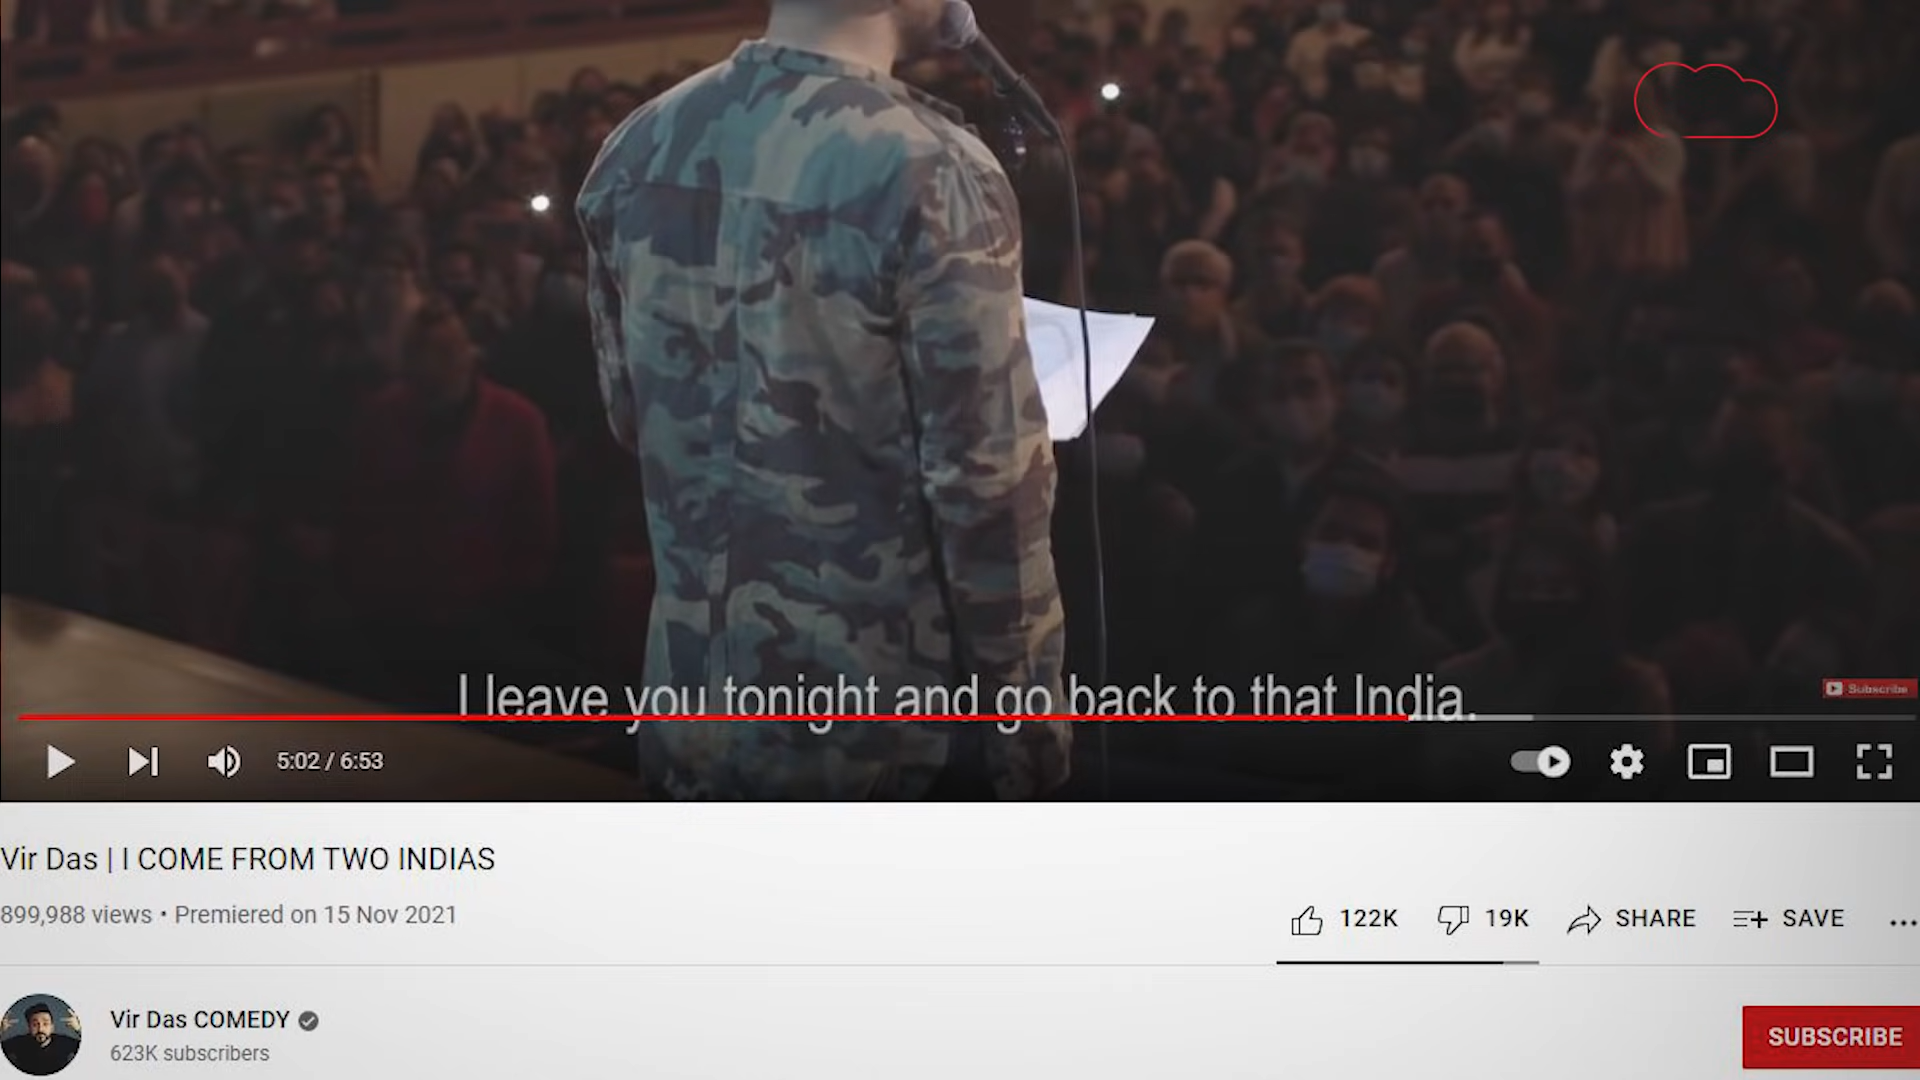 I leave you tonight and go back to that India.
Subscribe
5:02 / 6:53
Vir Das | I COME FROM TWO INDIAS
899,988 views • Premiered on 15 Nov 2021
122K
19K
SHARE
SAVE
Vir Das COMEDY
623K subscribers
SUBSCRIBE